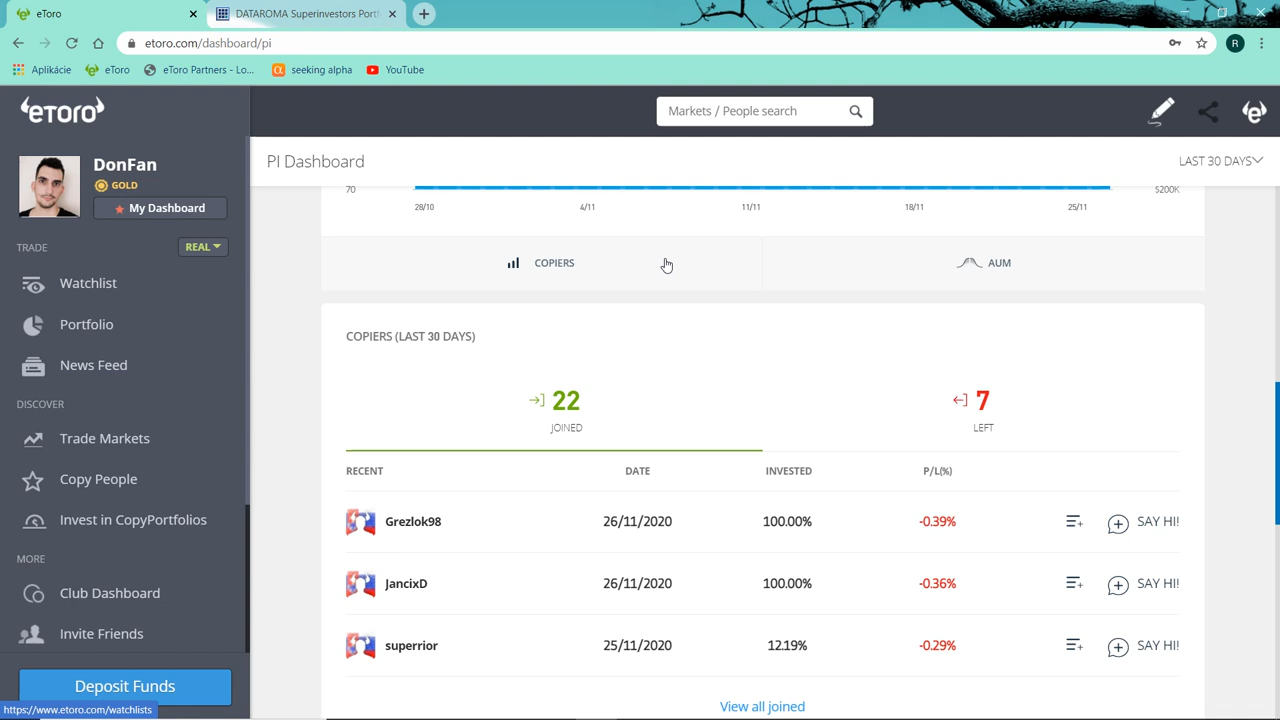 eToro
DATAROMA Superinvestors Portf
etoro.com/dashboard/pi
R
Aplikácie
eToro
eToro Partners - Lo...
seeking alpha
YouTube
eToro
Markets / People search
DonFan
GOLD
My Dashboard
PI Dashboard
LAST 30 DAYS
TRADE
REAL
Watchlist
Portfolio
News Feed
DISCOVER
Trade Markets
Copy People
Invest in CopyPortfolios
MORE
Club Dashboard
Invite Friends
Deposit Funds
https://www.etoro.com/watchlists
70
$200K
28/10 4/11 11/11 18/11 25/11
COPIERS
AUM
COPIERS (LAST 30 DAYS)
22
JOINED
7
LEFT
RECENT DATE INVESTED P/L(%)
Grezlok98 26/11/2020 100.00% -0.39% SAY HI!
JancixD 26/11/2020 100.00% -0.36% SAY HI!
superrior 25/11/2020 12.19% -0.29% SAY HI!
View all joined